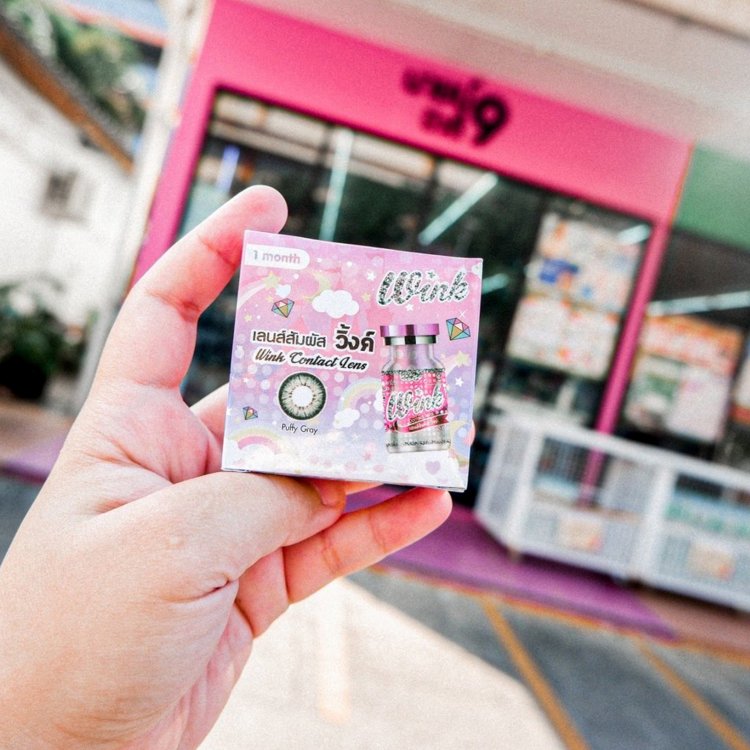 1 month
Wink
เลนส์สัมผัส วิ้งค์
Wink Contact Lens
Puffy Gray
Wink
9